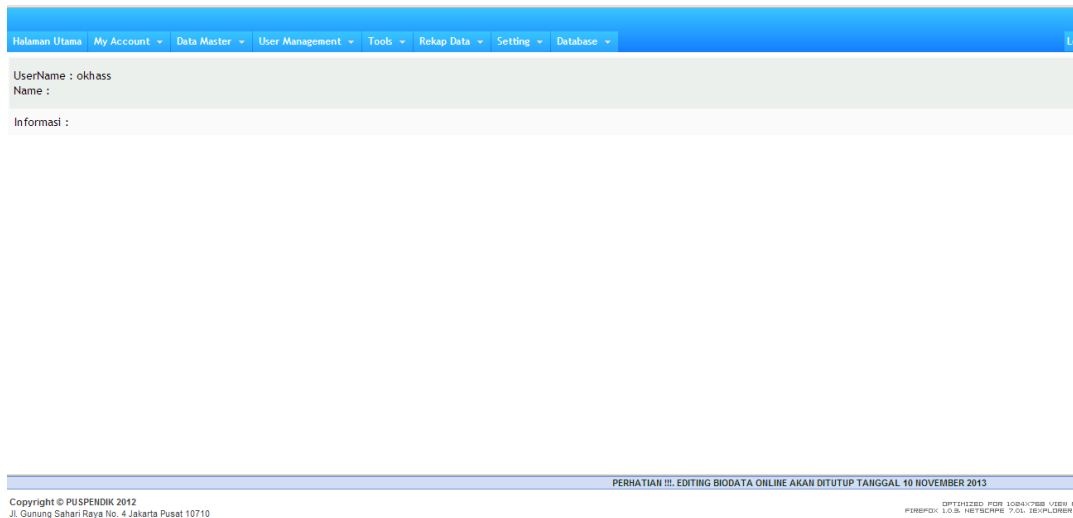 Halaman Utama My Account Data Master User Management Tools Rekap Data Setting Database
UserName : okhass
Name :
Informasi :
PERHATIAN !!!. EDITING BIODATA ONLINE AKAN DITUTUP TANGGAL 10 NOVEMBER 2013
Copyright © PUSPENDIK 2012
Jl. Gunung Sahari Raya No. 4 Jakarta Pusat 10710
OPTIMIZED FOR 1024X768 VIEW
FIREFOX 1.0.3, NETSCAPE 7.01, IEXPLORER